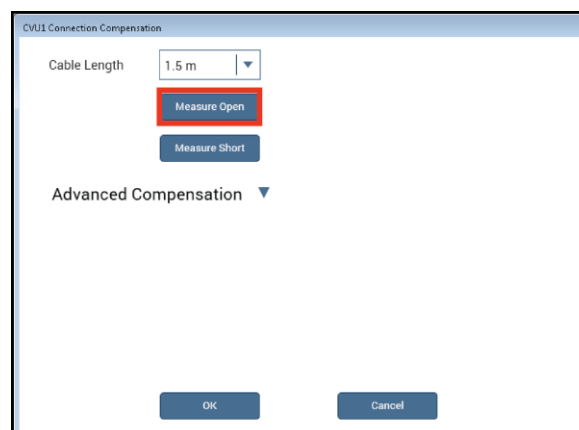 CVU1 Connection Compensation
Cable Length 1.5 m
Measure Open
Measure Short
Advanced Compensation
OK Cancel